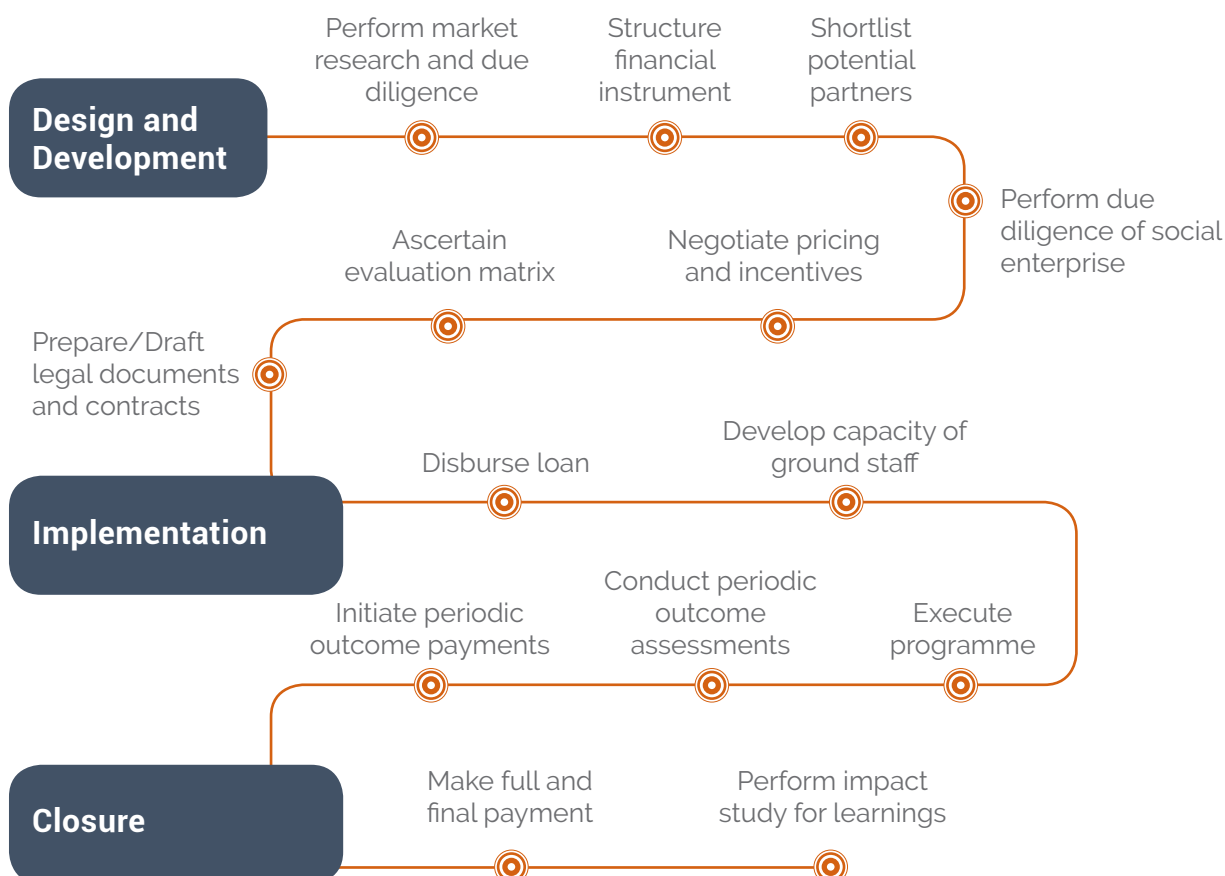 Design and
Development
Perform market
research and due
diligence
Structure
financial
instrument
Shortlist
potential
partners
Perform due
diligence of social
enterprise
Negotiate pricing
and incentives
Ascertain
evaluation matrix
Prepare/Draft
legal documents
and contracts
Implementation
Disburse loan
Develop capacity of
ground staff
Execute
programme
Conduct periodic
outcome
assessments
Initiate periodic
outcome payments
Closure
Make full and
final payment
Perform impact
study for learnings